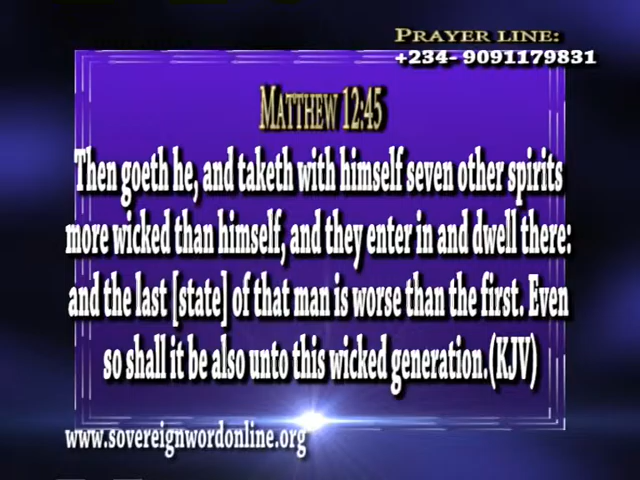 PRAYER LINE:
+234- 9091179831
MATTHEW 12:45
Then goeth he, and taketh with himself seven other spirits
more wicked than himself, and they enter in and dwell there:
and the last [state] of that man is worse than the first. Even
so shall it be also unto this wicked generation.(KJV)
www.sovereignwordonline.org